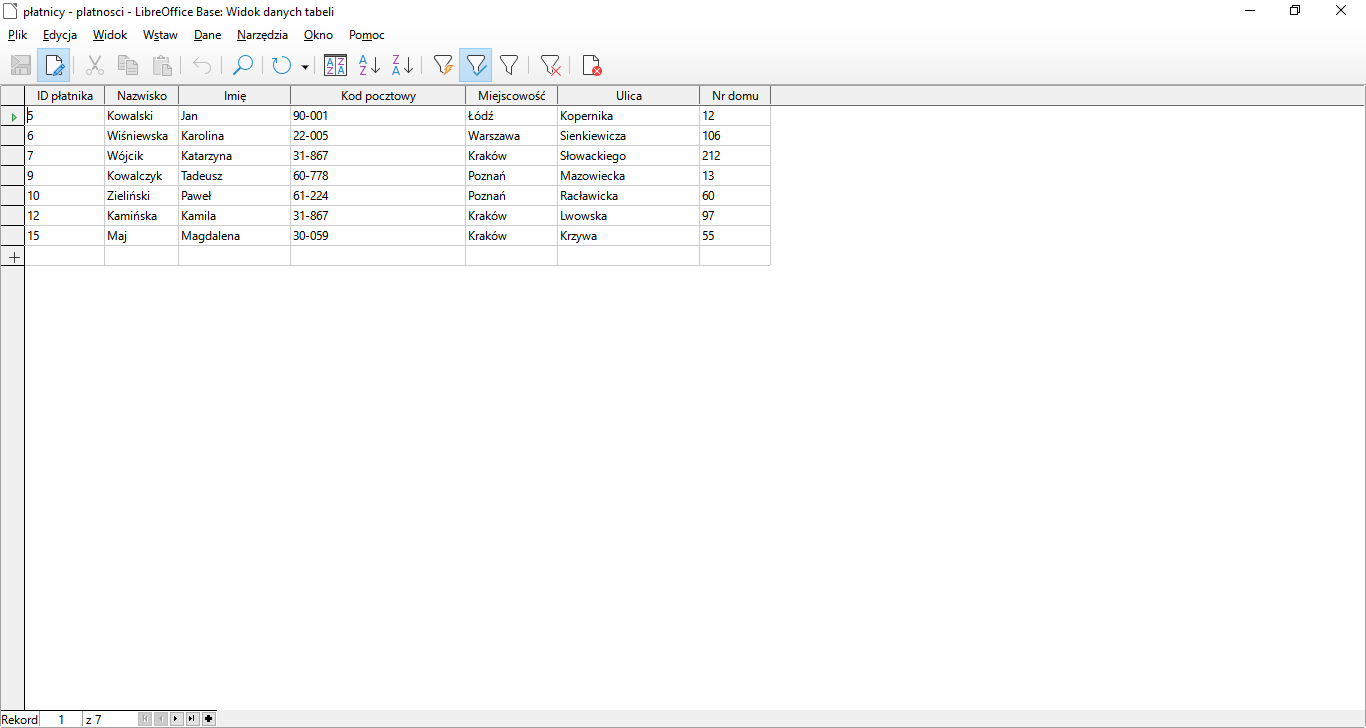 płatnicy - platnosci - LibreOffice Base: Widok danych tabeli
Plik Edycja Widok Wstaw Dane Narzędzia Okno Pomoc
ID płatnika Nazwisko Imię Kod pocztowy Miejscowość Ulica Nr domu
5 Kowalski Jan 90-001 Łódź Kopernika 12
6 Wiśniewska Karolina 22-005 Warszawa Sienkiewicza 106
7 Wójcik Katarzyna 31-867 Kraków Słowackiego 212
9 Kowalczyk Tadeusz 60-778 Poznań Mazowiecka 13
10 Zieliński Paweł 61-224 Poznań Racławicka 60
12 Kamińska Kamila 31-867 Kraków Lwowska 97
15 Maj Magdalena 30-059 Kraków Krzywa 55
Rekord 1 z 7